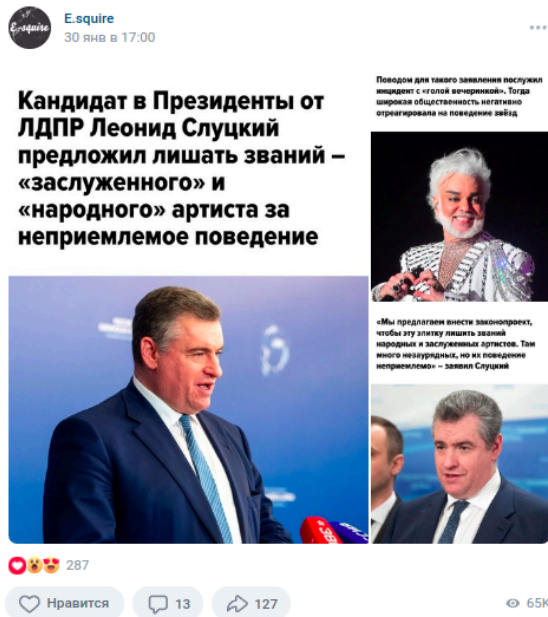 E.squire
E.squire
30 янв в 17:00
Кандидат в Президенты от
ЛДПР Леонид Слуцкий
предложил лишать званий –
«заслуженного» и
«народного» артиста за
неприемлемое поведение
Поводом для такого заявления послужил
инцидент с «голой вечеринкой». Тогда
широкая общественность негативно
отреагировала на поведение звёзд
«Мы предлагаем внести законопроект,
чтобы эту элитку лишить званий
народных и заслуженных артистов. Там
много незаурядных, но их поведение
неприемлемо» – заявил Слуцкий
287
Нравится
13
127
65K